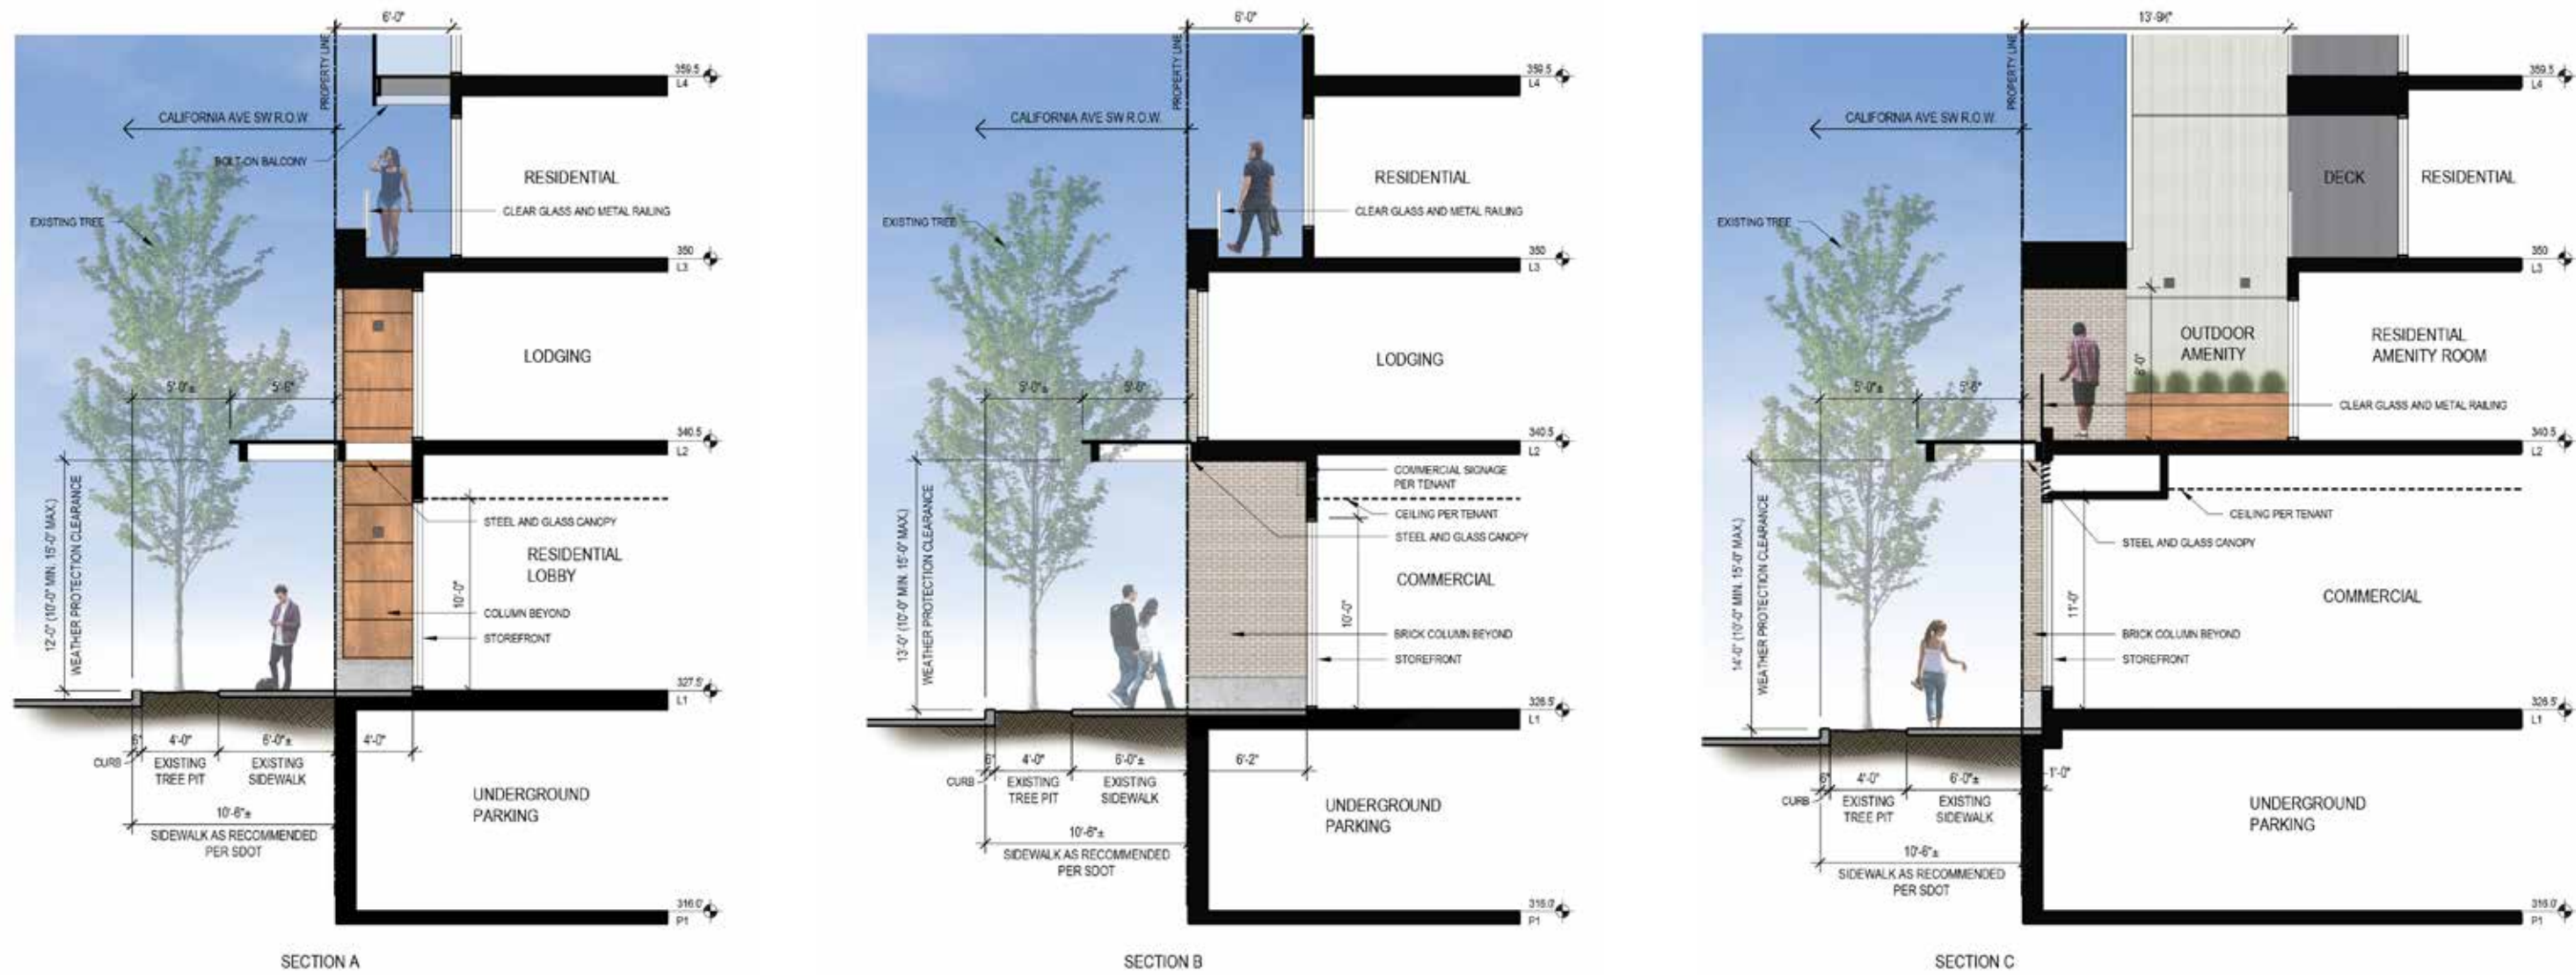 6'-0"
PROPERTY LINE
359.5
L4
CALIFORNIA AVE SW R.O.W.
BOLT-ON BALCONY
RESIDENTIAL
EXISTING TREE
CLEAR GLASS AND METAL RAILING
350
L3
LODGING
5'-0"±
5'-6"
340.5
L2
12'-0" (10'-0" MIN. 15'-0" MAX.)
WEATHER PROTECTION CLEARANCE
STEEL AND GLASS CANOPY
RESIDENTIAL
LOBBY
10'-0"
COLUMN BEYOND
STOREFRONT
327.5'
L1
6"
4'-0"
6'-0"±
4'-0"
CURB
EXISTING
TREE PIT
EXISTING
SIDEWALK
UNDERGROUND
PARKING
10'-6"±
SIDEWALK AS RECOMMENDED
PER SDOT
316.0'
P1
SECTION A
6'-0"
PROPERTY LINE
359.5
L4
CALIFORNIA AVE SW R.O.W.
RESIDENTIAL
EXISTING TREE
CLEAR GLASS AND METAL RAILING
350
L3
LODGING
5'-0"±
5'-6"
340.5
L2
13'-0" (10'-0" MIN. 15'-0" MAX.)
WEATHER PROTECTION CLEARANCE
COMMERCIAL SIGNAGE
PER TENANT
CEILING PER TENANT
STEEL AND GLASS CANOPY
COMMERCIAL
10'-0"
BRICK COLUMN BEYOND
STOREFRONT
326.5'
L1
6"
4'-0"
6'-0"±
6'-2"
CURB
EXISTING
TREE PIT
EXISTING
SIDEWALK
UNDERGROUND
PARKING
10'-6"±
SIDEWALK AS RECOMMENDED
PER SDOT
316.0'
P1
SECTION B
PROPERTY LINE
359.5
L4
CALIFORNIA AVE SW R.O.W.
DECK
RESIDENTIAL
EXISTING TREE
350
L3
OUTDOOR
AMENITY
RESIDENTIAL
AMENITY ROOM
5'-0"±
5'-6"
CLEAR GLASS AND METAL RAILING
340.5
L2
14'-0" (10'-0" MIN. 15'-0" MAX.)
WEATHER PROTECTION CLEARANCE
CEILING PER TENANT
STEEL AND GLASS CANOPY
COMMERCIAL
11'-0"
BRICK COLUMN BEYOND
STOREFRONT
326.5'
L1
6"
4'-0"
6'-0"±
1'-0"
CURB
EXISTING
TREE PIT
EXISTING
SIDEWALK
UNDERGROUND
PARKING
10'-6"±
SIDEWALK AS RECOMMENDED
PER SDOT
316.0'
P1
SECTION C